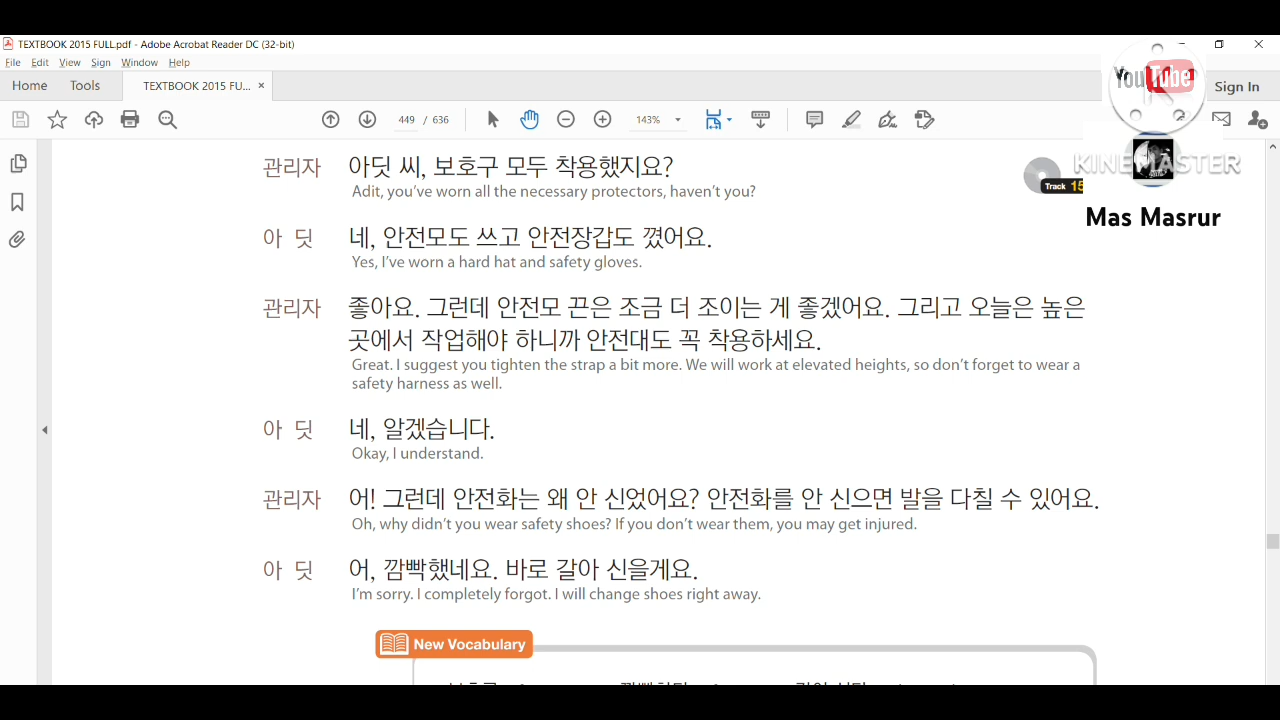 TEXTBOOK 2015 FULL.pdf - Adobe Acrobat Reader DC (32-bit)
File Edit View Sign Window Help
Home Tools TEXTBOOK 2015 FU... × Sign In
449 / 636 143%
YouTube
KINEMASTER
Mas Masrur
Track 15
관리자 아딧 씨, 보호구 모두 착용했지요?
Adit, you've worn all the necessary protectors, haven't you?
아 딧 네, 안전모도 쓰고 안전장갑도 꼈어요.
Yes, I've worn a hard hat and safety gloves.
관리자 좋아요. 그런데 안전모 끈은 조금 더 조이는 게 좋겠어요. 그리고 오늘은 높은
곳에서 작업해야 하니까 안전대도 꼭 착용하세요.
Great. I suggest you tighten the strap a bit more. We will work at elevated heights, so don't forget to wear a
safety harness as well.
아 딧 네, 알겠습니다.
Okay, I understand.
관리자 어! 그런데 안전화는 왜 안 신었어요? 안전화를 안 신으면 발을 다칠 수 있어요.
Oh, why didn't you wear safety shoes? If you don't wear them, you may get injured.
아 딧 어, 깜빡했네요. 바로 갈아 신을게요.
I'm sorry. I completely forgot. I will change shoes right away.
New Vocabulary